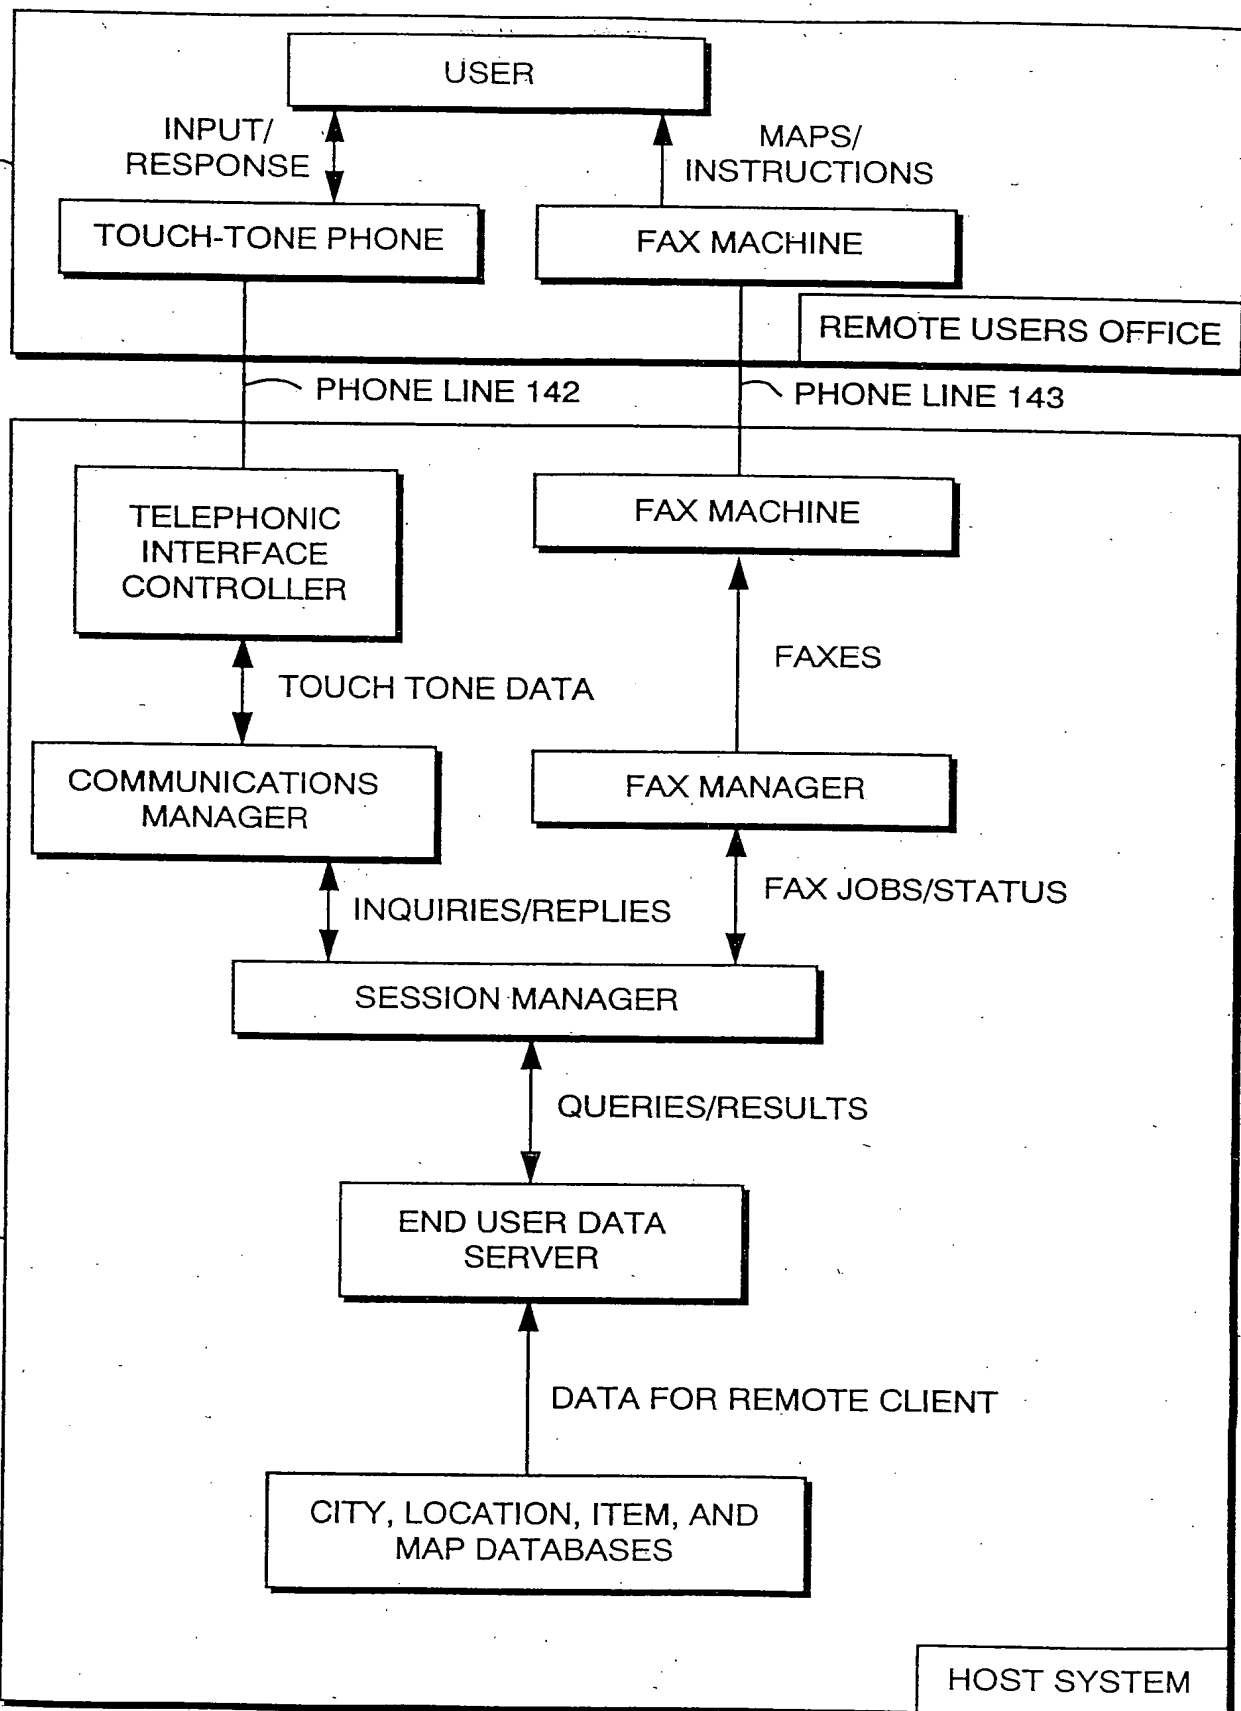 USER
INPUT/
RESPONSE
MAPS/
INSTRUCTIONS
TOUCH-TONE PHONE
FAX MACHINE
REMOTE USERS OFFICE
PHONE LINE 142
PHONE LINE 143
TELEPHONIC
INTERFACE
CONTROLLER
FAX MACHINE
FAXES
TOUCH TONE DATA
COMMUNICATIONS
MANAGER
FAX MANAGER
INQUIRIES/REPLIES
FAX JOBS/STATUS
SESSION MANAGER
QUERIES/RESULTS
END USER DATA
SERVER
DATA FOR REMOTE CLIENT
CITY, LOCATION, ITEM, AND
MAP DATABASES
HOST SYSTEM